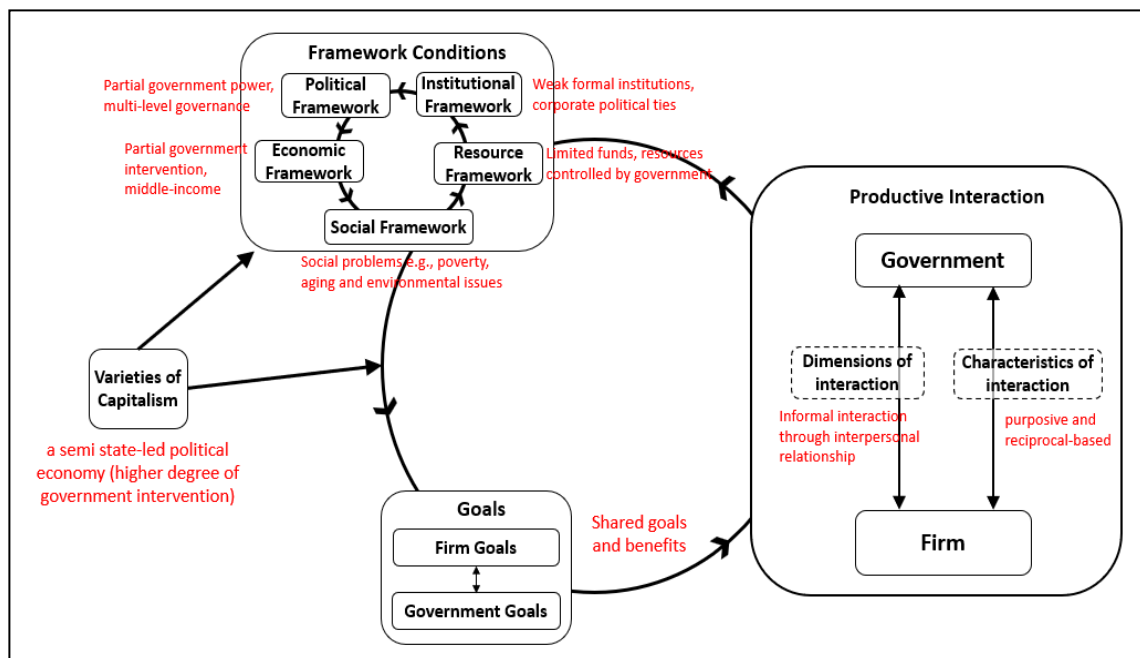 Framework Conditions
Partial government power,
multi-level governance
Political
Framework
Institutional
Framework
Weak formal institutions,
corporate political ties
Partial government
intervention,
middle-income
Economic
Framework
Resource
Framework
Limited funds, resources
controlled by government
Social Framework
Social problems e.g., poverty,
aging and environmental issues
Varieties of
Capitalism
a semi state-led political
economy (higher degree of
government intervention)
Goals
Firm Goals
Government Goals
Shared goals
and benefits
Productive Interaction
Government
Dimensions of
interaction
Characteristics of
interaction
Informal interaction
through interpersonal
relationship
purposive and
reciprocal-based
Firm